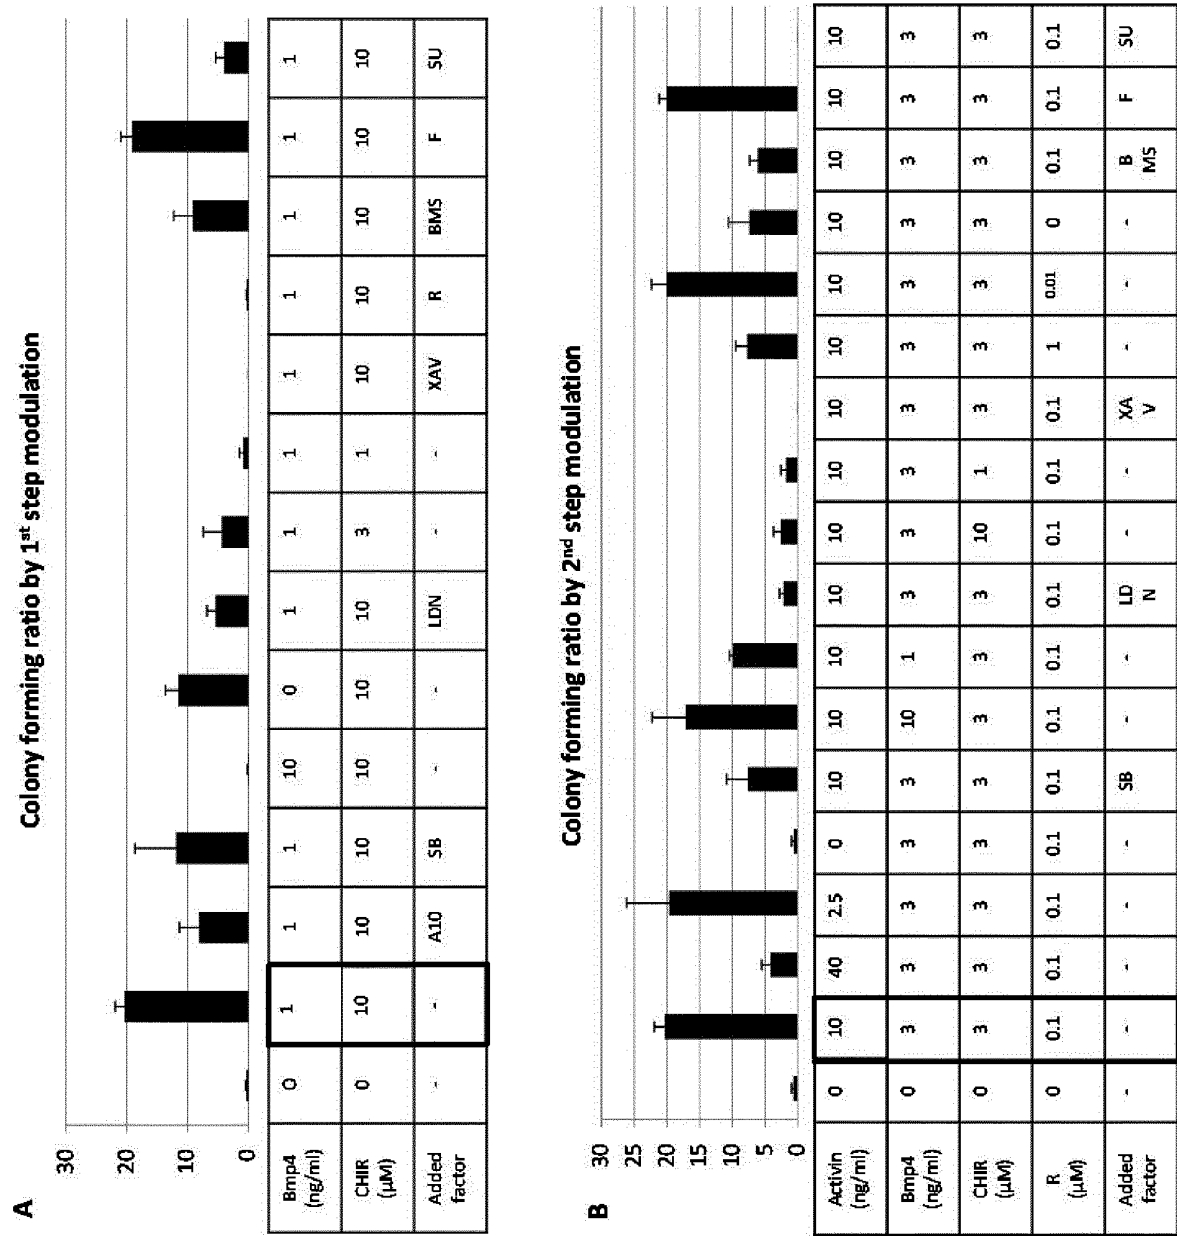 A
Colony forming ratio by 1st step modulation
30
20
10
0
Bmp4 (ng/ml) 0 1 1 1 10 0 1 1 1 1 1 1 1 1
CHIR (μM) 0 10 10 10 10 10 10 3 1 10 10 10 10 10
Added factor - - A10 SB - - LDN - - XAV R BMS F SU
B
Colony forming ratio by 2nd step modulation
30
25
20
15
10
5
0
Activin (ng/ml) 0 10 40 2.5 0 10 10 10 10 10 10 10 10 10 10 10 10 10
Bmp4 (ng/ml) 0 3 3 3 3 3 10 1 3 3 3 3 3 3 3 3 3 3
CHIR (μM) 0 3 3 3 3 3 3 3 3 10 1 3 3 3 3 3 3 3
R (μM) 0 0.1 0.1 0.1 0.1 0.1 0.1 0.1 0.1 0.1 0.1 0.1 1 0.01 0 0.1 0.1 0.1
Added factor - - - - - SB - - LD N - - XA V - - - B MS F SU